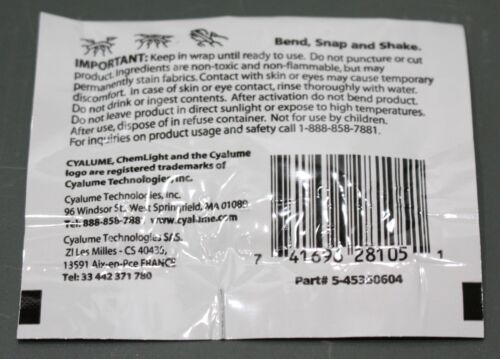 Bend, Snap and Shake.
IMPORTANT: Keep in wrap until ready to use. Do not puncture or cut
product. Ingredients are non-toxic and non-flammable, but may
permanently stain fabrics. Contact with skin or eyes may cause temporary
discomfort. In case of skin or eye contact, rinse thoroughly with water.
Do not drink or ingest contents. After activation do not bend product.
Do not leave product in direct sunlight or expose to high temperatures.
After use, dispose of in refuse container. Not for use by children.
For inquiries on product usage and safety call 1-888-858-7881.
CYALUME, ChemLight and the Cyalume
logo are registered trademarks of
Cyalume Technologies, Inc.
Cyalume Technologies, Inc.
96 Windsor St. West Springfield, MA 01089
Tel: 888-858-7881 www.cyalume.com
Cyalume Technologies SAS.
ZI Les Milles - CS 40435,
13591 Aix-en-Pce FRANCE
Tel: 33 442 371 780
7 41695 28105 1
Part# 5-45350604